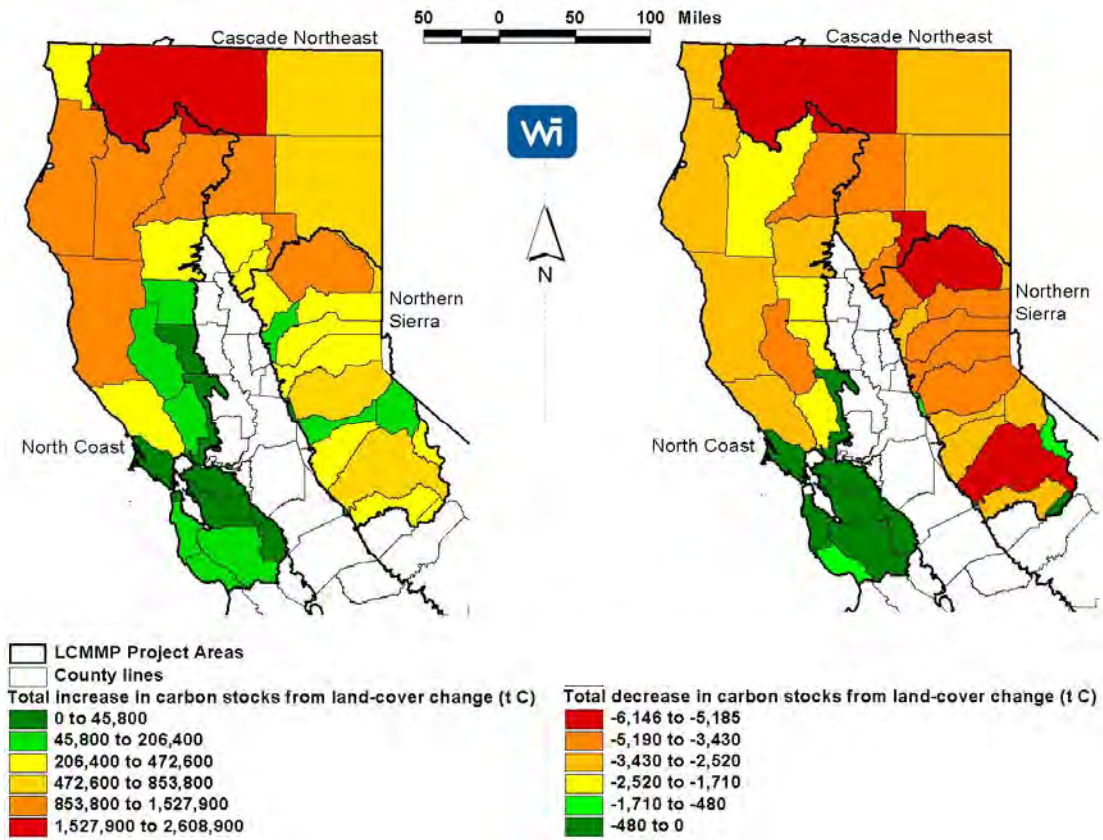 50 0 50 100 Miles
Cascade Northeast
Cascade Northeast
Wi
N
Northern
Sierra
Northern
Sierra
North Coast
North Coast
LCMMP Project Areas
County lines
Total increase in carbon stocks from land-cover change (t C)
0 to 45,800
45,800 to 206,400
206,400 to 472,600
472,600 to 853,800
853,800 to 1,527,900
1,527,900 to 2,608,900
Total decrease in carbon stocks from land-cover change (t C)
-6,146 to -5,185
-5,190 to -3,430
-3,430 to -2,520
-2,520 to -1,710
-1,710 to -480
-480 to 0